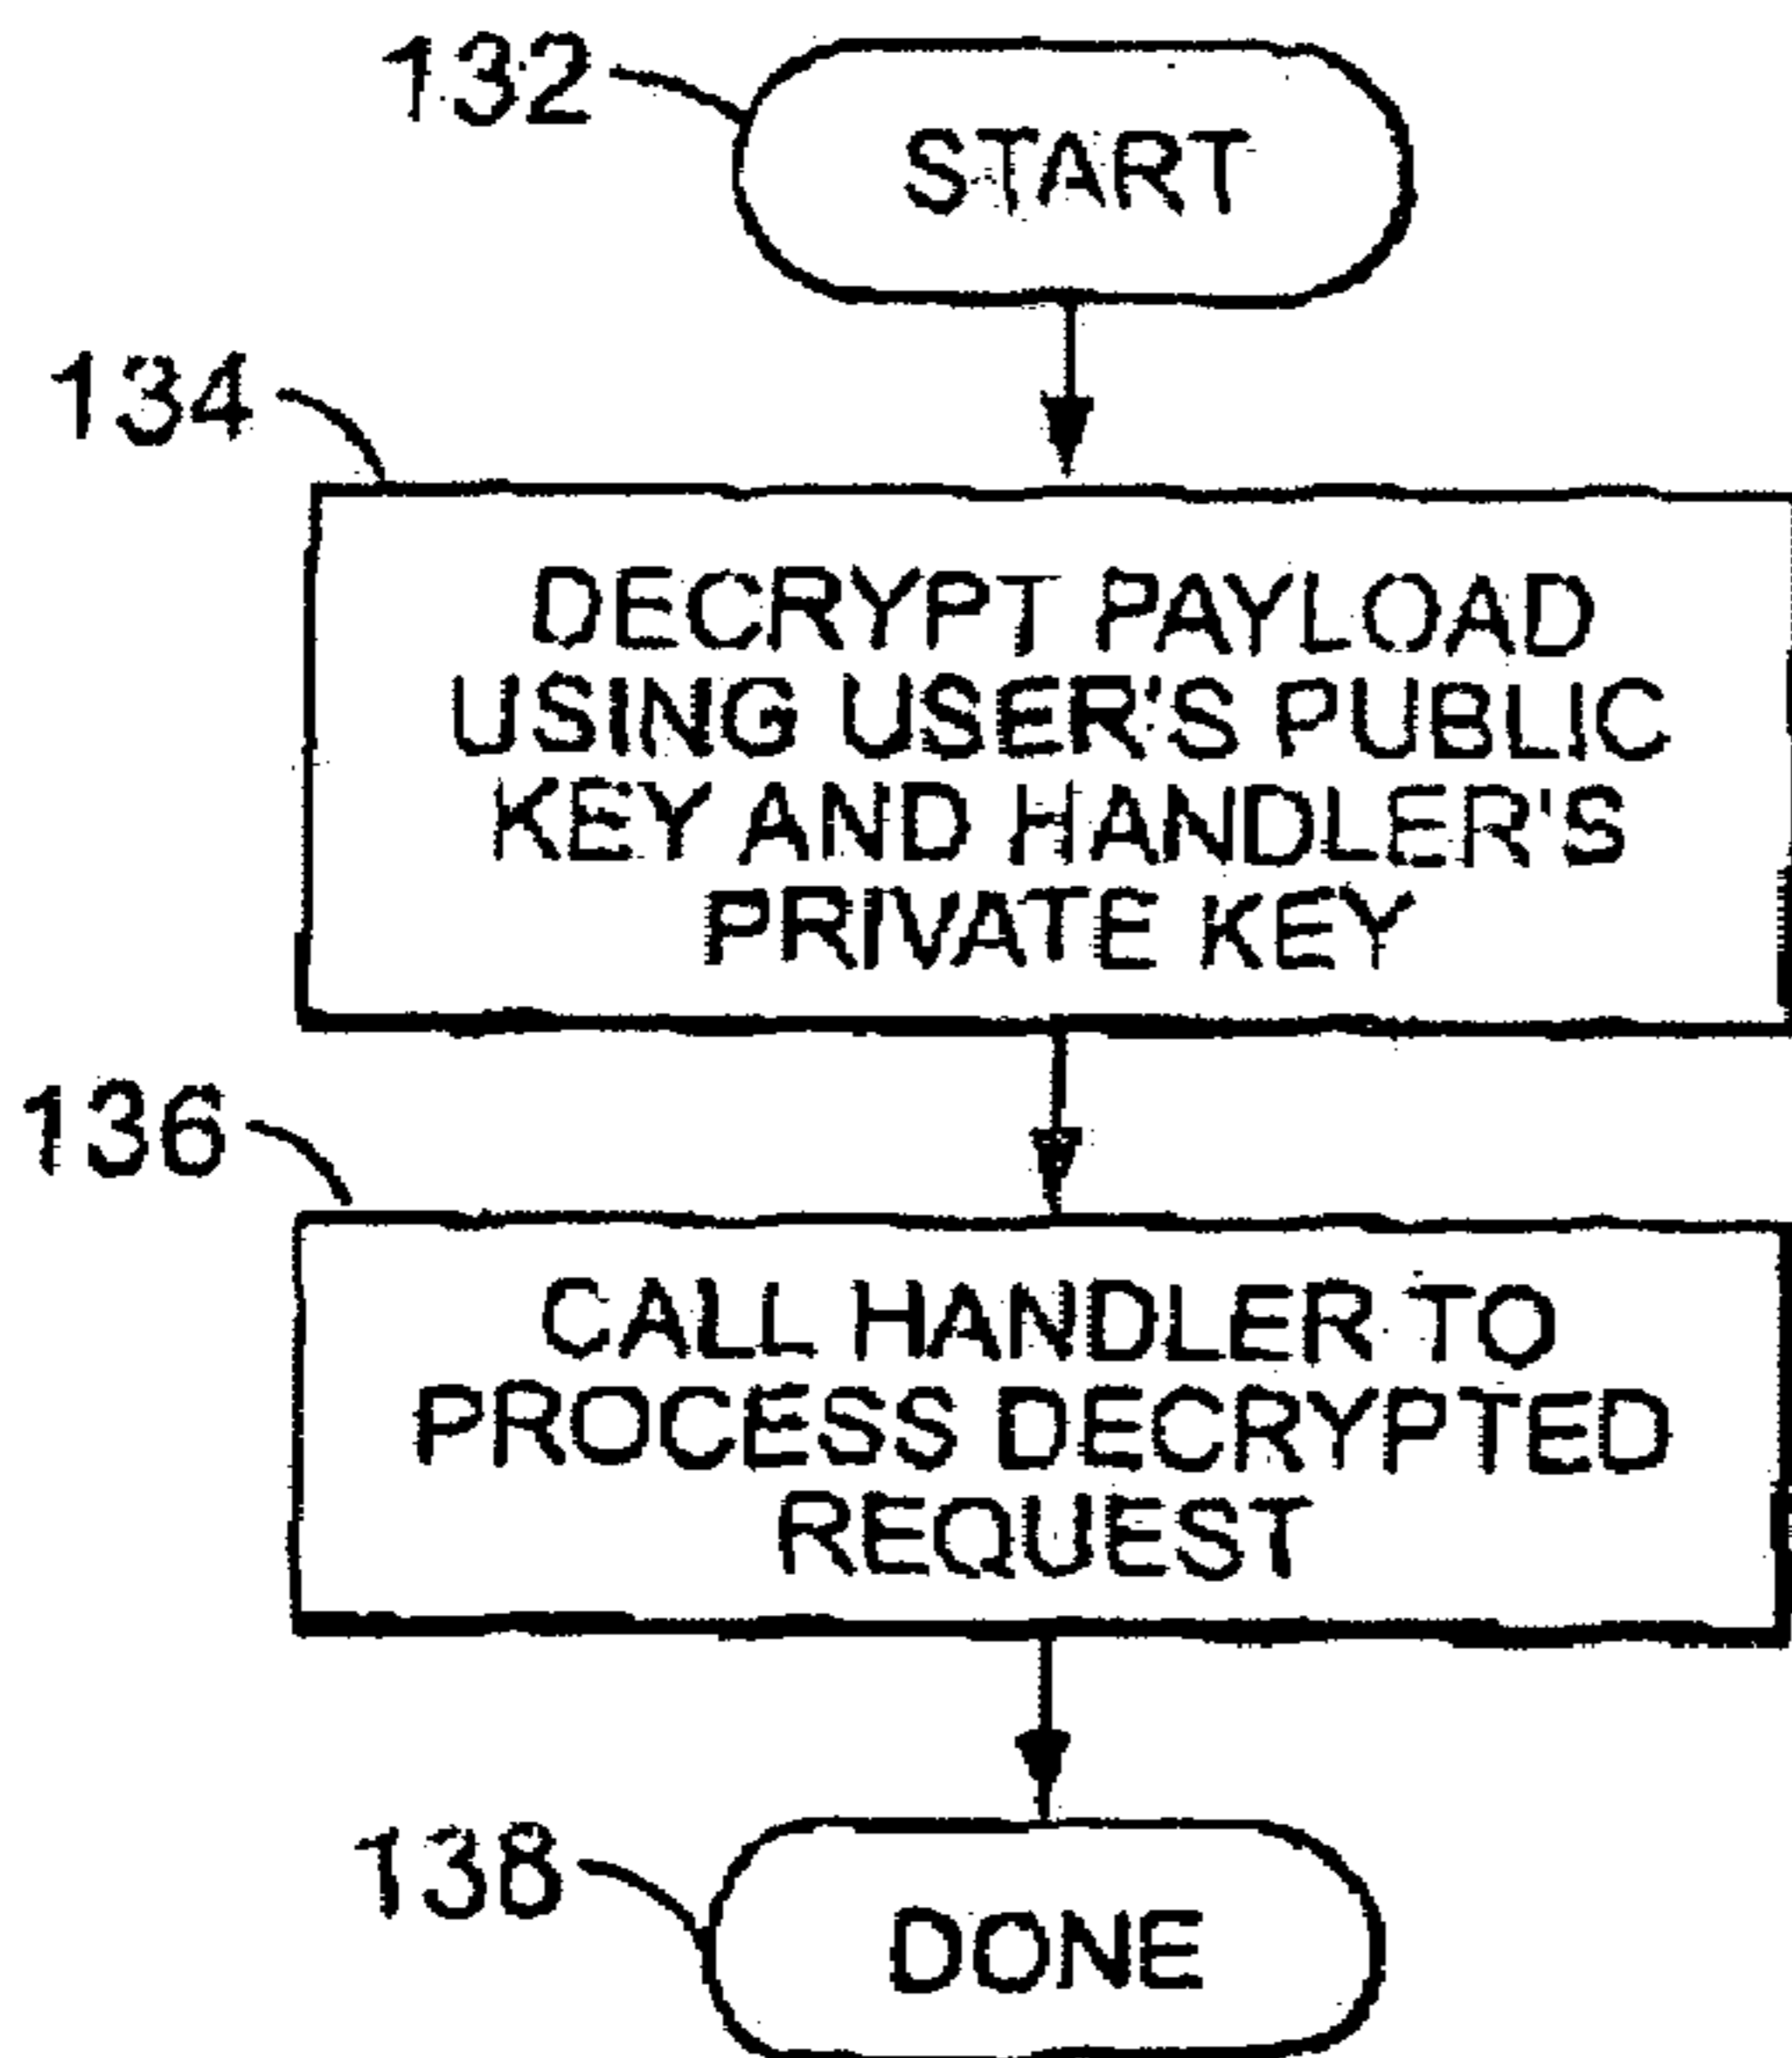 132
START
134
DECRYPT PAYLOAD
USING USER'S PUBLIC
KEY AND HANDLER'S
PRIVATE KEY
136
CALL HANDLER TO
PROCESS DECRYPTED
REQUEST
138
DONE